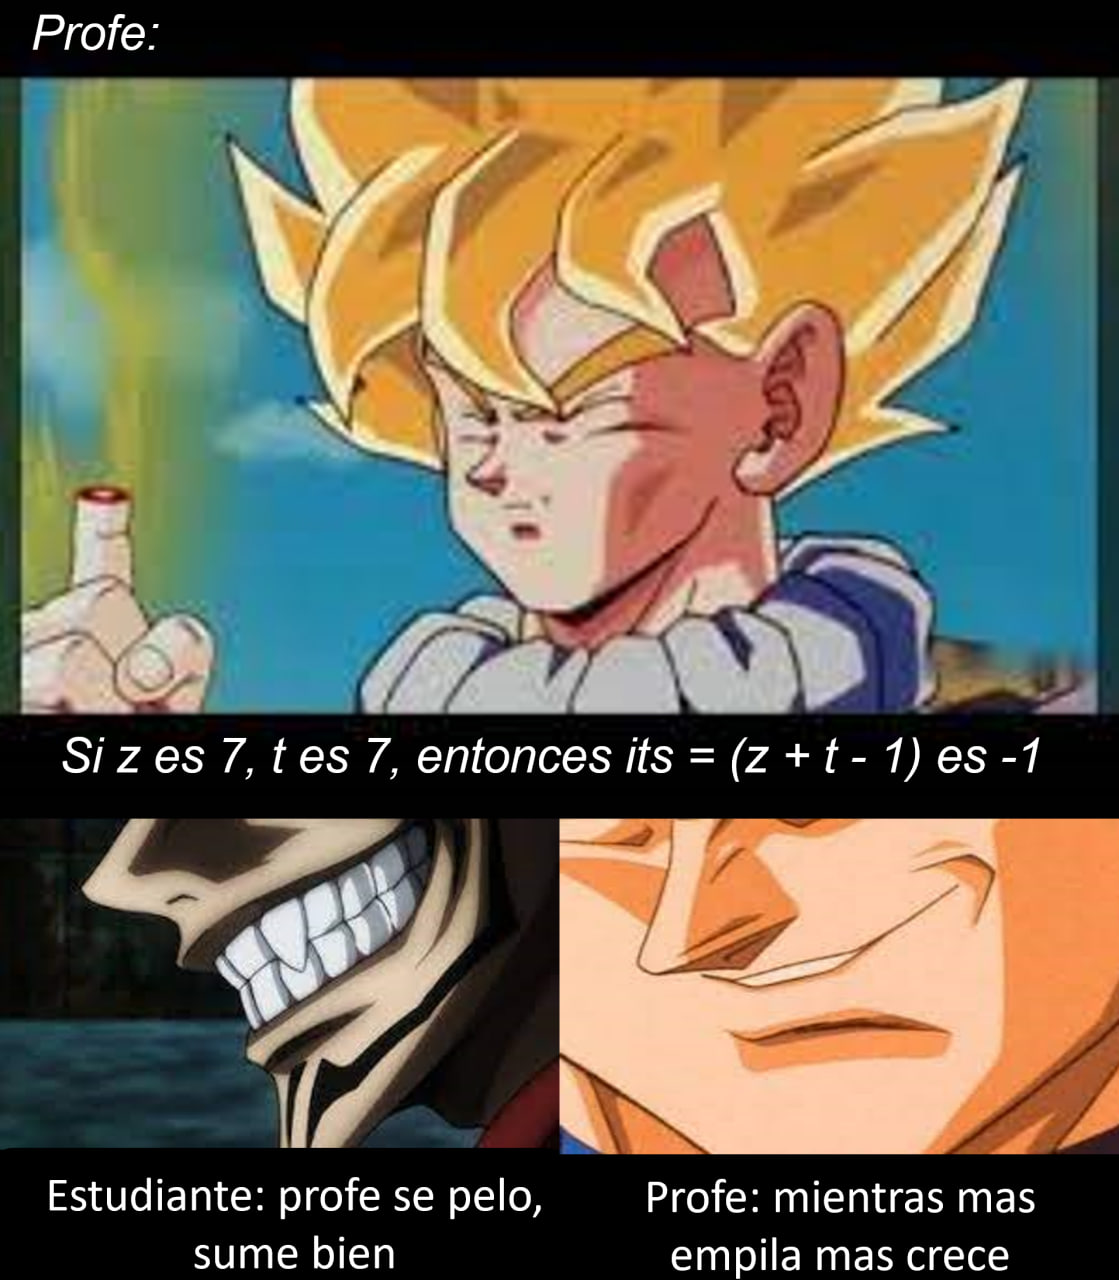 Profe:
Si z es 7, t es 7, entonces its = (z + t - 1) es -1
Estudiante: profe se pelo,
sume bien
Profe: mientras mas
empila mas crece